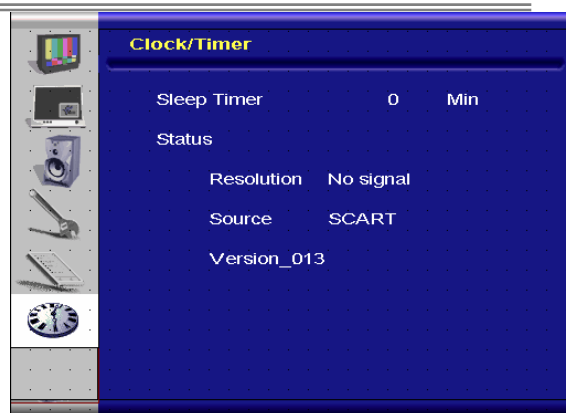 Clock/Timer
Sleep Timer 0 Min
Status
Resolution No signal
Source SCART
Version_013